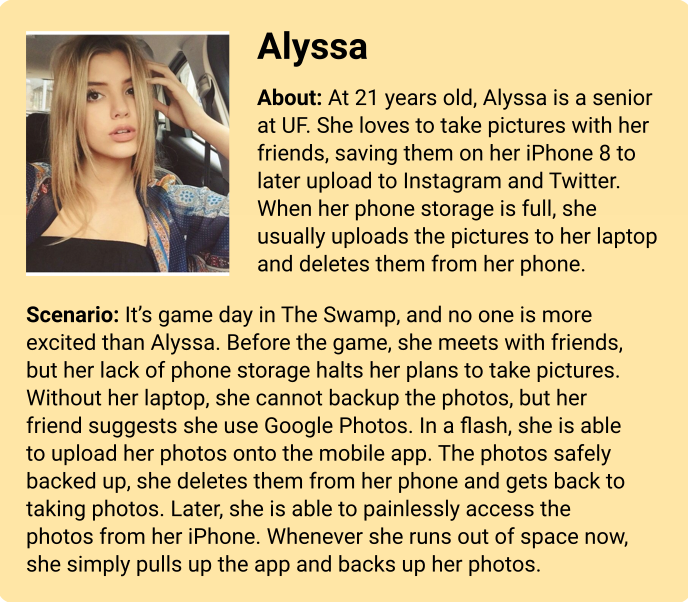 Alyssa
About: At 21 years old, Alyssa is a senior
at UF. She loves to take pictures with her
friends, saving them on her iPhone 8 to
later upload to Instagram and Twitter.
When her phone storage is full, she
usually uploads the pictures to her laptop
and deletes them from her phone.
Scenario: It’s game day in The Swamp, and no one is more
excited than Alyssa. Before the game, she meets with friends,
but her lack of phone storage halts her plans to take pictures.
Without her laptop, she cannot backup the photos, but her
friend suggests she use Google Photos. In a flash, she is able
to upload her photos onto the mobile app. The photos safely
backed up, she deletes them from her phone and gets back to
taking photos. Later, she is able to painlessly access the
photos from her iPhone. Whenever she runs out of space now,
she simply pulls up the app and backs up her photos.